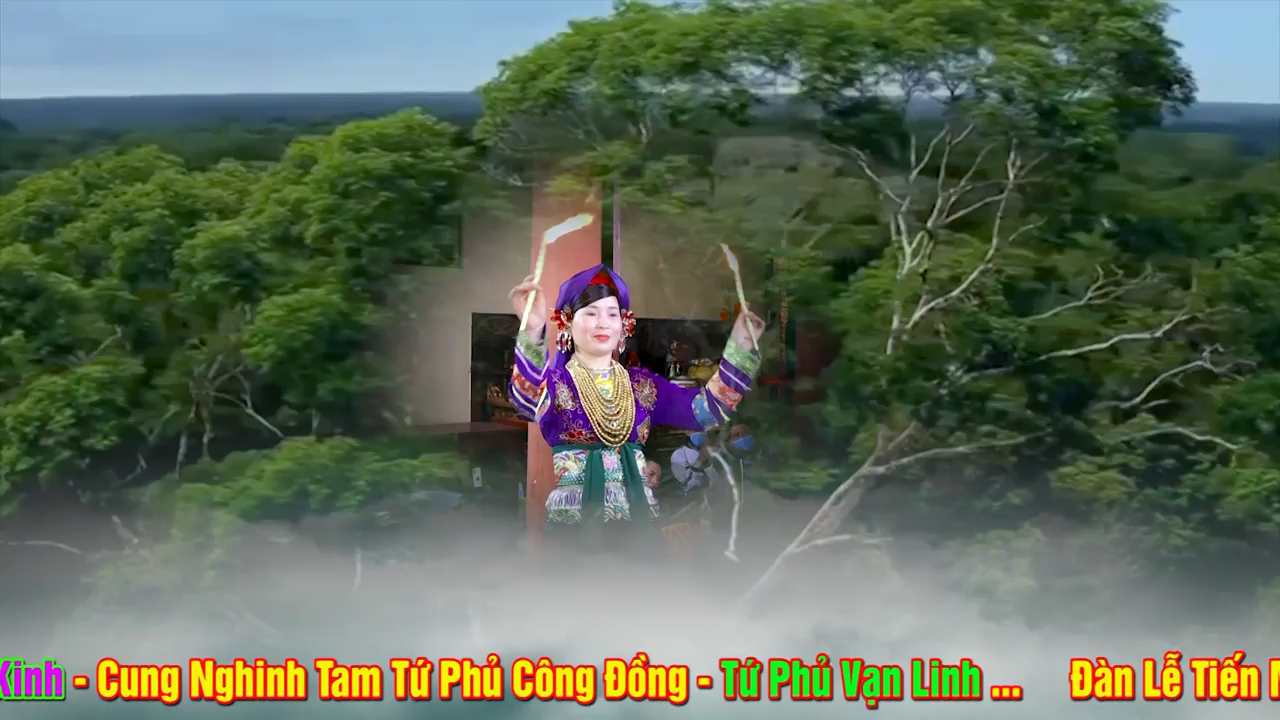 Kinh - Cung Nghinh Tam Tứ Phủ Công Đồng - Tứ Phủ Vạn Linh ... Đàn Lễ Tiến